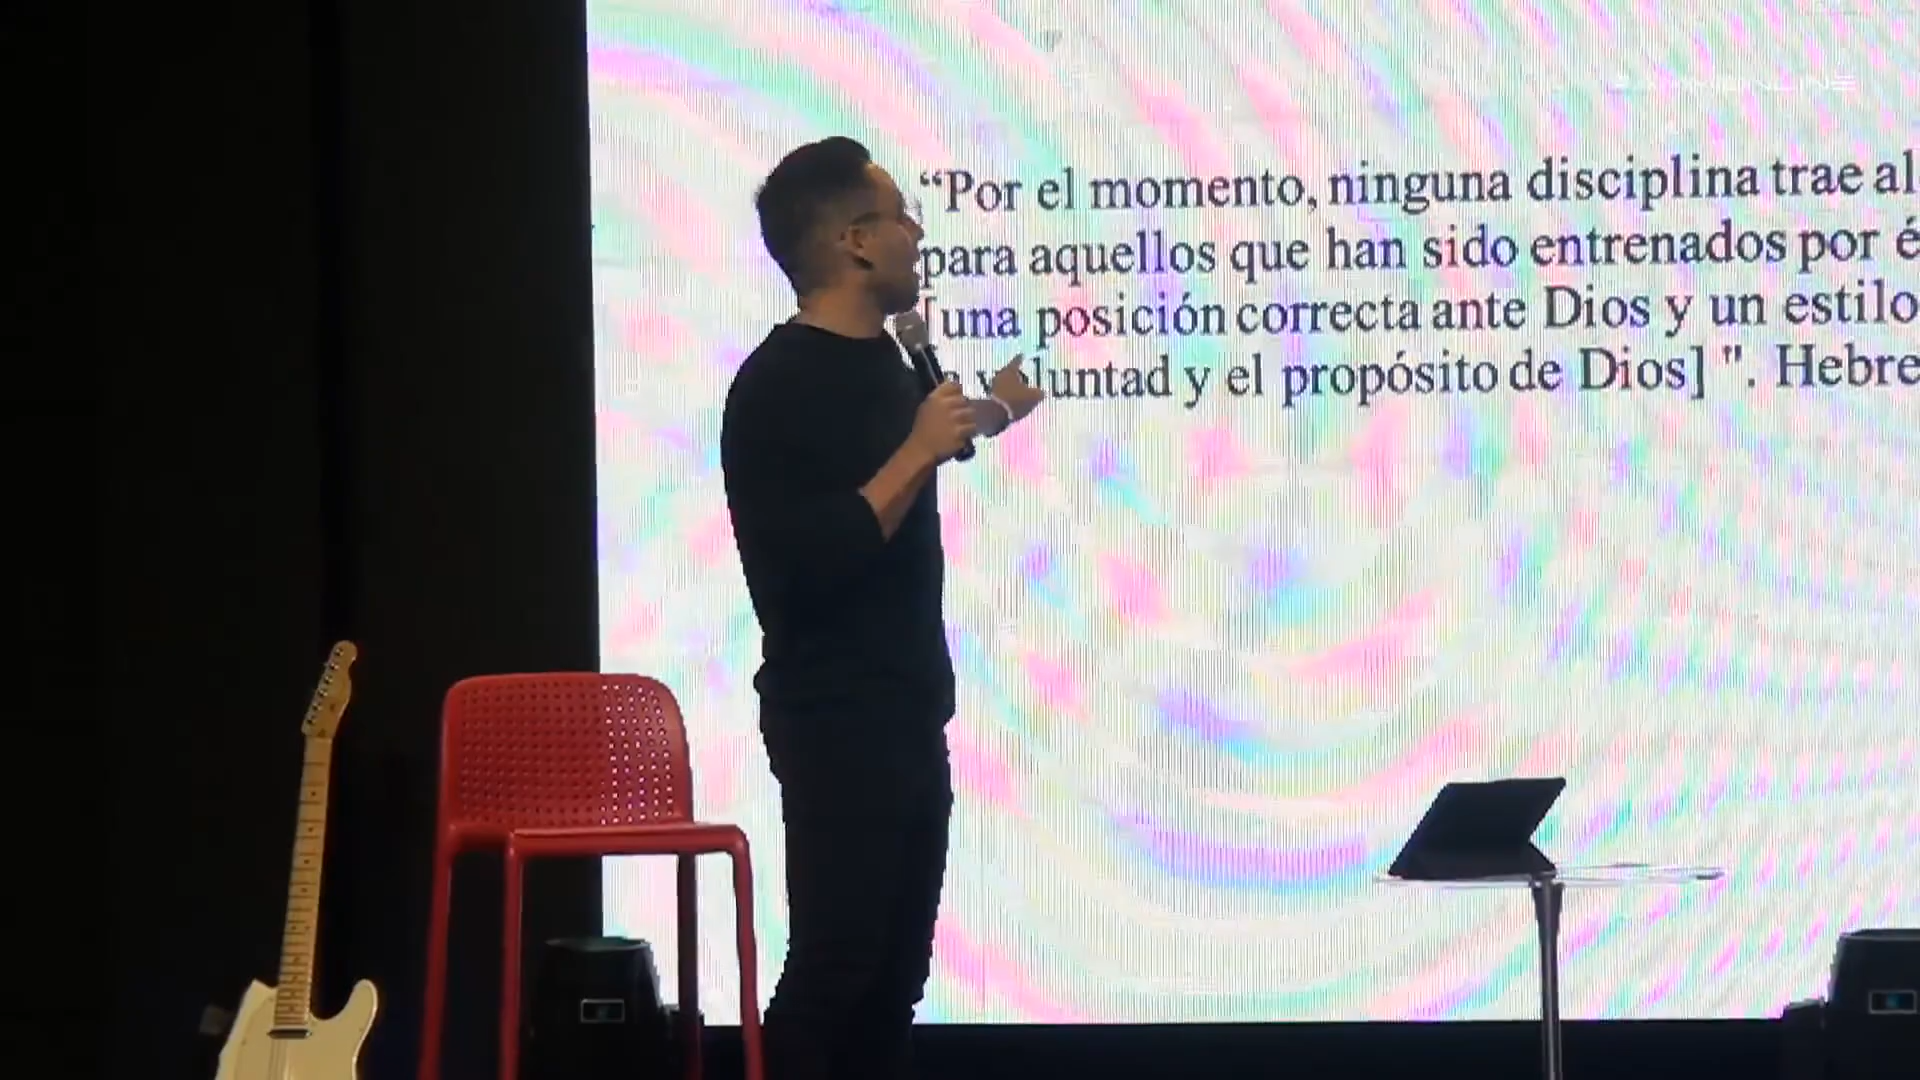 “Por el momento, ninguna disciplina trae al
para aquellos que han sido entrenados por é
[una posición correcta ante Dios y un estilo
voluntad y el propósito de Dios] ". Hebre